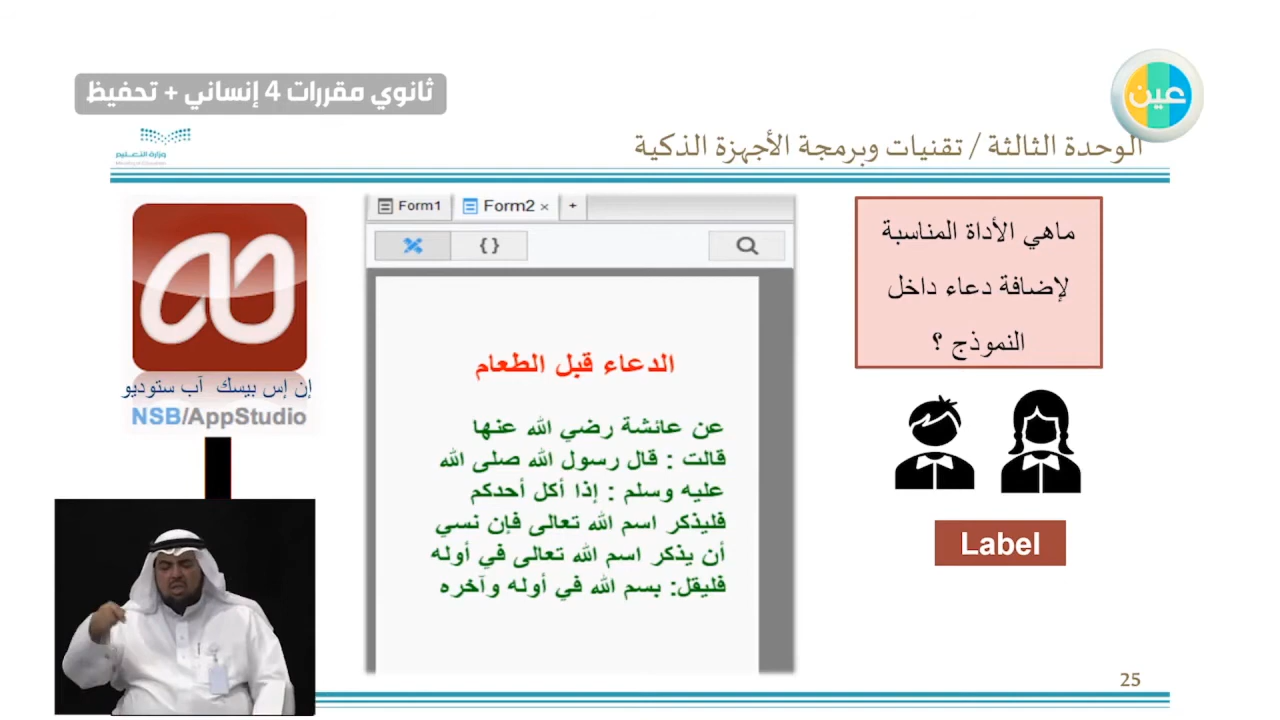 ثانوي مقررات 4 إنساني + تحفيظ
عين
وزارة التعليم
الوحدة الثالثة / تقنيات وبرمجة الأجهزة الذكية
ماهي الأداة المناسبة
لإضافة دعاء داخل
النموذج ؟
Label
Form1
Form2 ×
+
{ }
الدعاء قبل الطعام
عن عائشة رضي الله عنها
قالت : قال رسول الله صلى الله
عليه وسلم : إذا أكل أحدكم
فليذكر اسم الله تعالى فإن نسي
أن يذكر اسم الله تعالى في أوله
فليقل: بسم الله في أوله وآخره
إن إس بيسك آب ستوديو
NSB/AppStudio
25